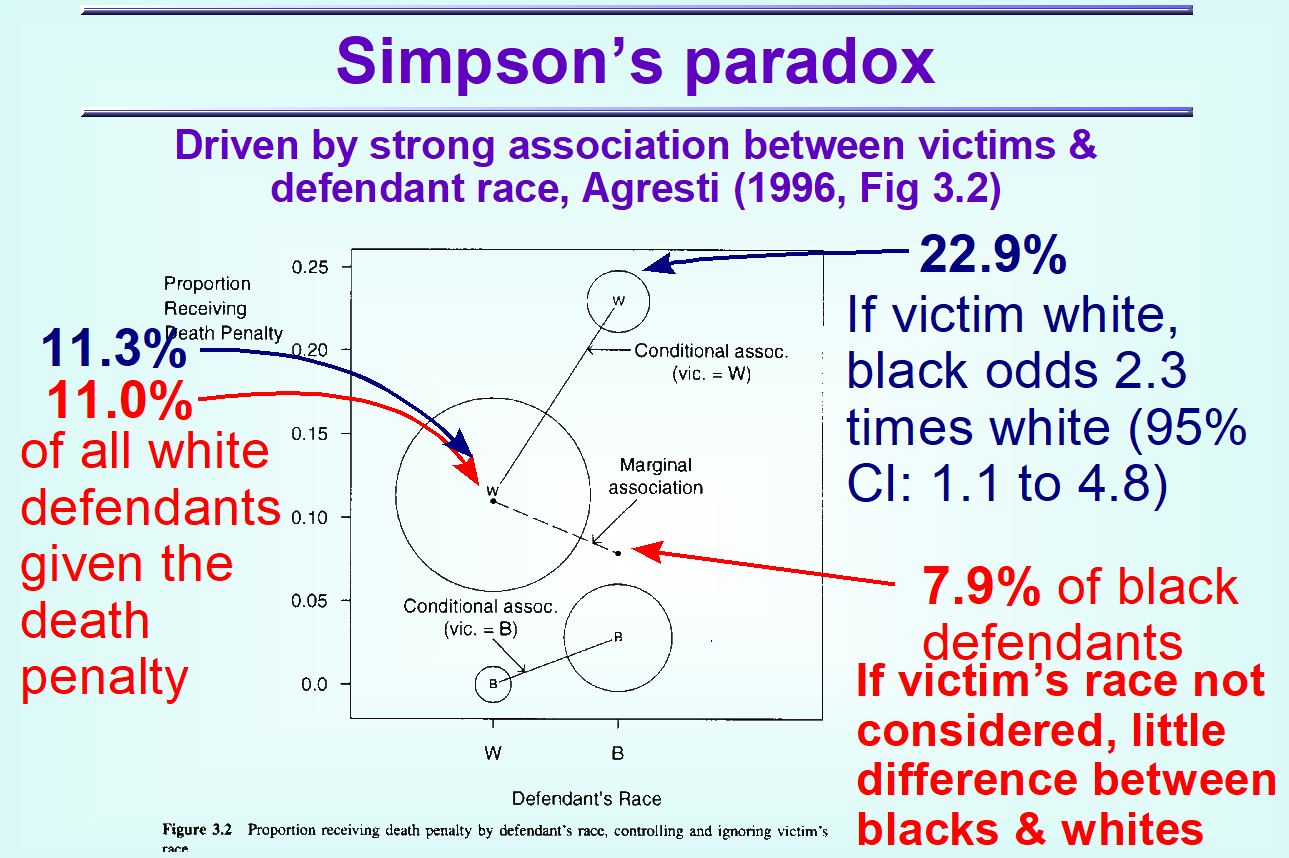 Simpson's paradox
Driven by strong association between victims &
defendant race, Agresti (1996, Fig 3.2)
11.3%
11.0%
of all white
defendants
given the
death
penalty
Proportion
Receiving
Death Penalty
0.25
0.20
0.15
0.10
0.05
0.0
W
Conditional assoc.
(vic. = W)
W
Marginal
association
Conditional assoc.
(vic. = B)
B
B
W
B
Defendant's Race
22.9%
If victim white,
black odds 2.3
times white (95%
CI: 1.1 to 4.8)
7.9% of black
defendants
If victim's race not
considered, little
difference between
blacks & whites
Figure 3.2 Proportion receiving death penalty by defendant's race, controlling and ignoring victim's
race